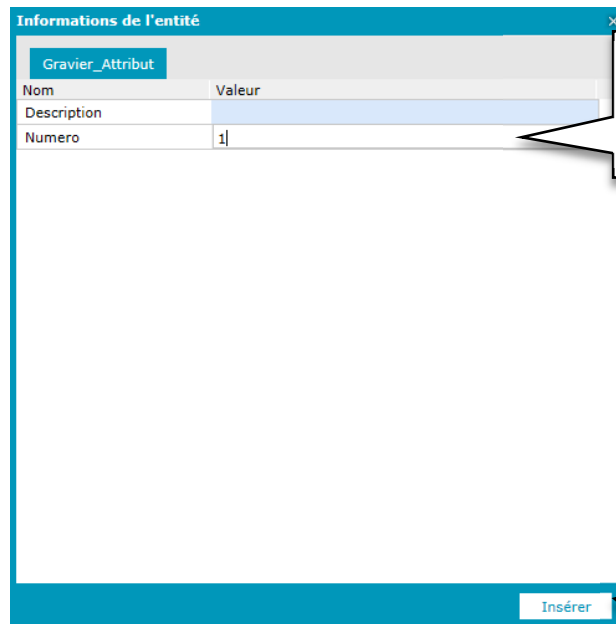 Informations de l'entité
Gravier_Attribut
Nom Valeur
Description
Numero 1
Insérer